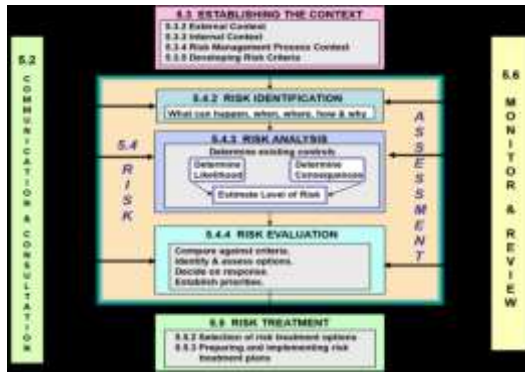 5.3 ESTABLISHING THE CONTEXT
5.3.2 External Context
5.3.3 Internal Context
5.3.4 Risk Management Process Context
5.3.5 Developing Risk Criteria
5.2 COMMUNICATION & CONSULTATION
5.4 RISK
5.4.2 RISK IDENTIFICATION
What can happen, when, where, how & why
5.4.3 RISK ANALYSIS
Determine existing controls
Determine
Likelihood
Determine
Consequences
Estimate Level of Risk
5.4.4 RISK EVALUATION
Compare against criteria.
Identify & assess options.
Decide on response.
Establish priorities.
ASSESSMENT
5.6 MONITOR & REVIEW
5.5 RISK TREATMENT
5.5.2 Selection of risk treatment options
5.5.3 Preparing and implementing risk
treatment plans